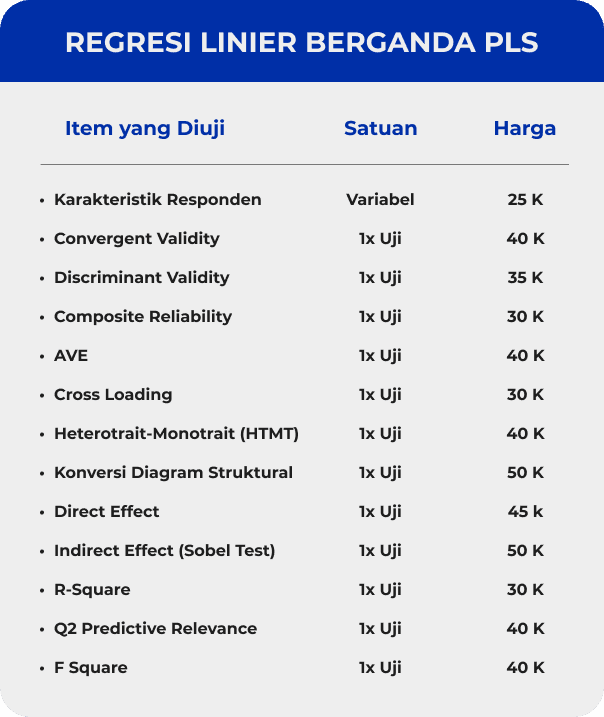 REGRESI LINIER BERGANDA PLS
Item yang Diuji Satuan Harga
• Karakteristik Responden Variabel 25 K
• Convergent Validity 1x Uji 40 K
• Discriminant Validity 1x Uji 35 K
• Composite Reliability 1x Uji 30 K
• AVE 1x Uji 40 K
• Cross Loading 1x Uji 30 K
• Heterotrait-Monotrait (HTMT) 1x Uji 40 K
• Konversi Diagram Struktural 1x Uji 50 K
• Direct Effect 1x Uji 45 k
• Indirect Effect (Sobel Test) 1x Uji 50 K
• R-Square 1x Uji 30 K
• Q2 Predictive Relevance 1x Uji 40 K
• F Square 1x Uji 40 K